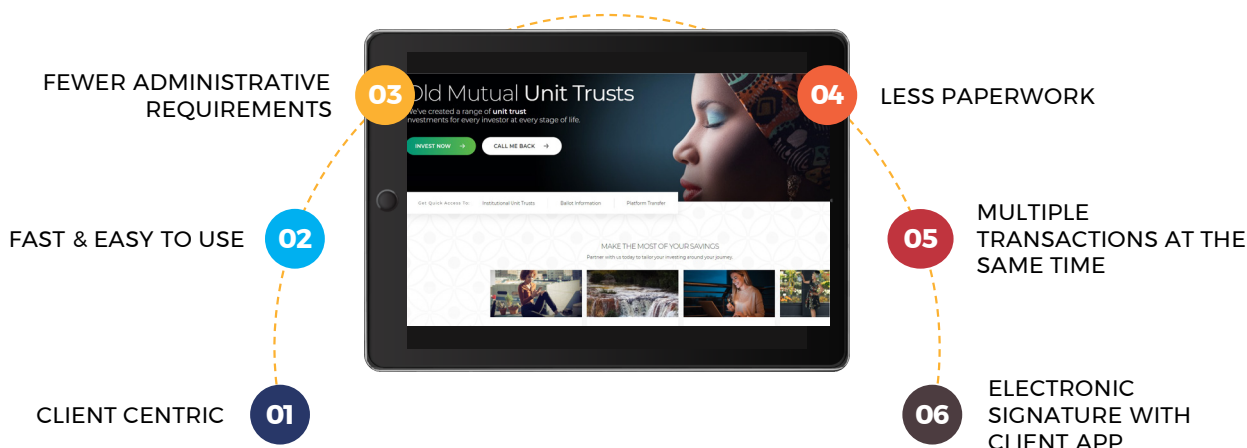 FEWER ADMINISTRATIVE
REQUIREMENTS
03
Old Mutual Unit Trusts
We've created a range of unit trust
investments for every investor at every stage of life.
INVEST NOW
CALL ME BACK
04
LESS PAPERWORK
Get Quick Access To:
Institutional Unit Trusts
Ballot Information
Platform Transfer
FAST & EASY TO USE
02
MAKE THE MOST OF YOUR SAVINGS
Partner with us today to tailor your investing around your journey.
05
MULTIPLE
TRANSACTIONS AT THE
SAME TIME
CLIENT CENTRIC
01
06
ELECTRONIC
SIGNATURE WITH
CLIENT APP